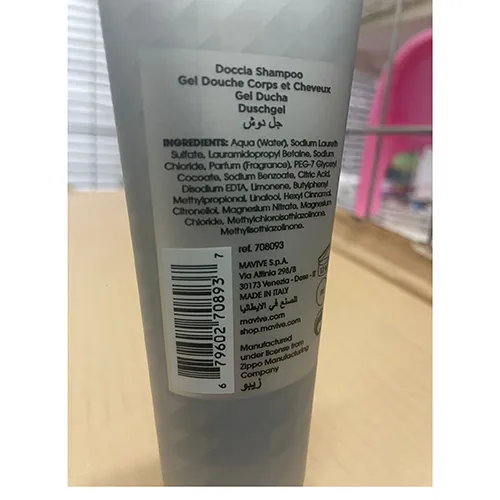 Doccia Shampoo
Gel Douche Corps et Cheveux
Gel Ducha
Duschgel
جل دوش
INGREDIENTS: Aqua (Water), Sodium Laureth
Sulfate, Lauramidopropyl Betaine, Sodium
Chloride, Parfum (Fragrance), PEG-7 Glyceryl
Cocoate, Sodium Benzoate, Citric Acid,
Disodium EDTA, Limonene, Butylphenyl
Methylpropional, Linalool, Hexyl Cinnamal,
Citronellol, Magnesium Nitrate, Magnesium
Chloride, Methylchloroisothiazolinone,
Methylisothiazolinone.
ref. 708093
MAVIVE S.p.A.
Via Altinia 298/B
30173 Venezia - Dese - IT
MADE IN ITALY
الصنع في الايطاليا
mavive.com
shop.mavive.com
Manufactured
under license from
Zippo Manufacturing
Company
زيبو
6 79602 70893 7